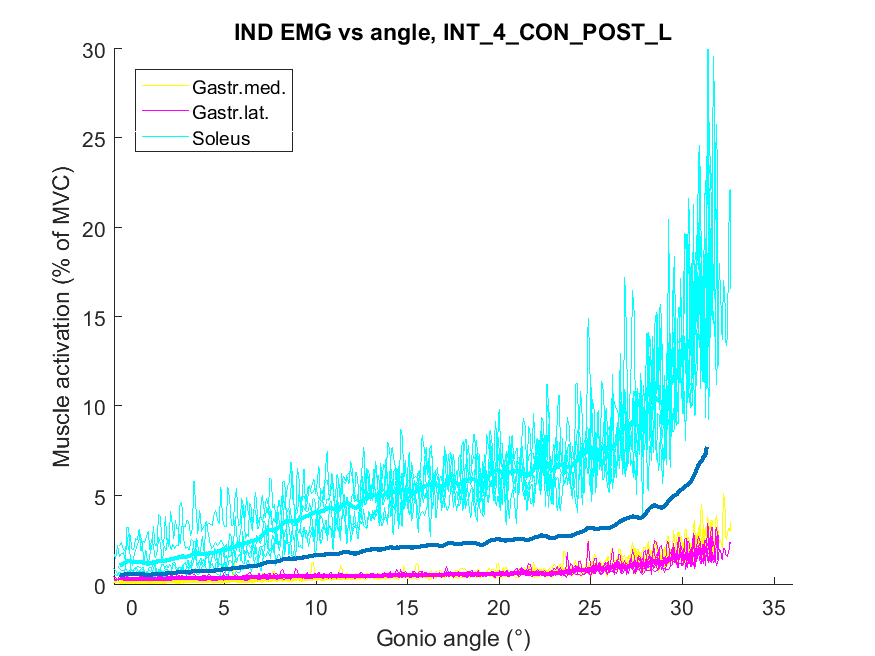 IND EMG vs angle, INT_4_CON_POST_L
30
25
20
15
10
5
0
Muscle activation (% of MVC)
Gastr.med.
Gastr.lat.
Soleus
0 5 10 15 20 25 30 35
Gonio angle (°)